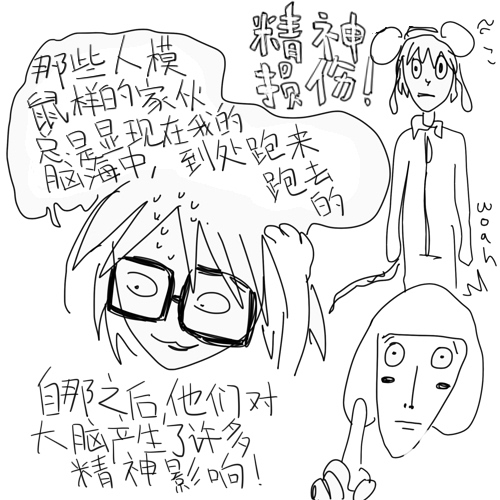 精神
损伤!
那些人模
鼠样的家伙
总是显现在我的
脑海中,到处跑来
跑去
的
自那之后,他们对
大脑产生了许多
精神影响!